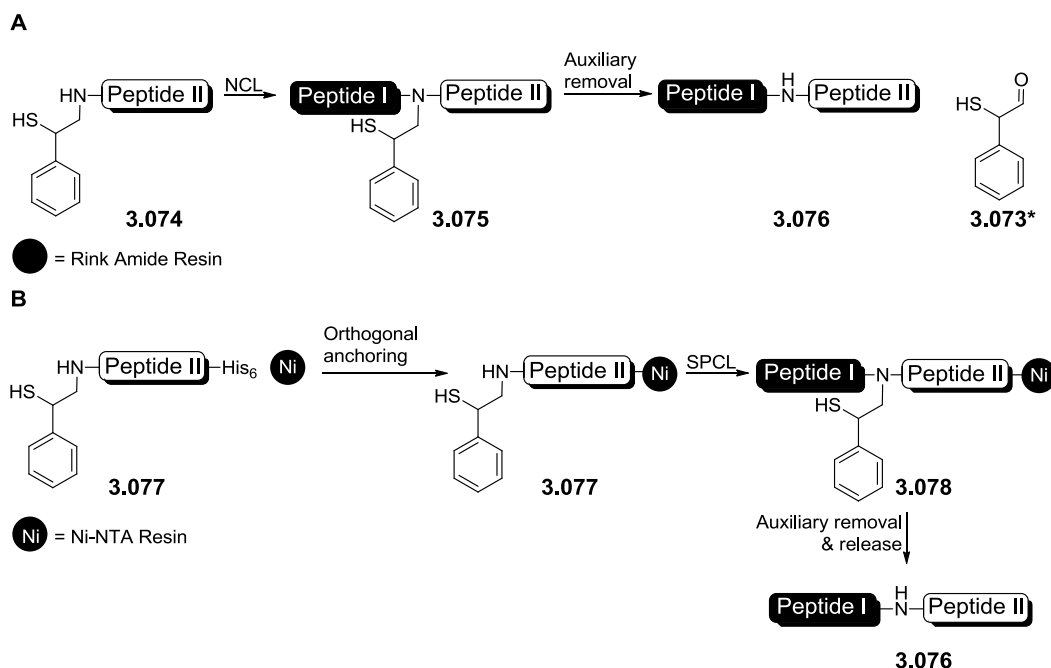 A
HN
Peptide II
NCL
Peptide I
N
Peptide II
Auxiliary
removal
Peptide I
H
N
Peptide II
O
HS
HS
HS
3.074
3.075
3.076
3.073*
= Rink Amide Resin
B
HN
Peptide II
His6
Ni
Orthogonal
anchoring
HN
Peptide II
Ni
SPCL
Peptide I
N
Peptide II
Ni
HS
HS
HS
3.077
3.077
3.078
Ni = Ni-NTA Resin
Auxiliary removal
& release
Peptide I
H
N
Peptide II
3.076